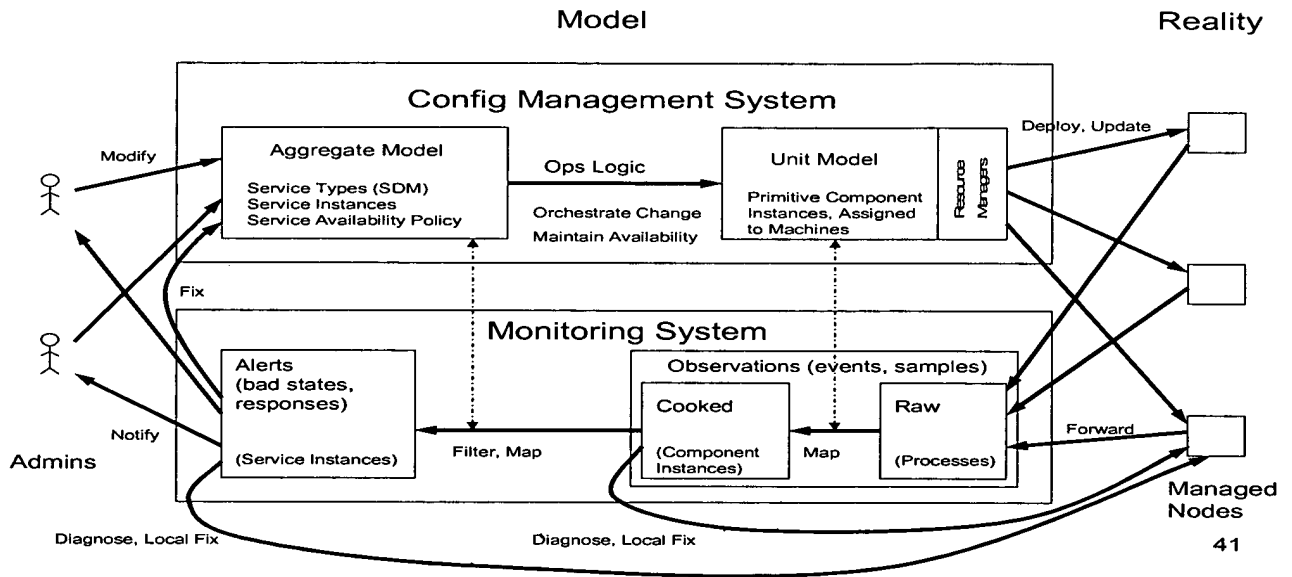 Model
Reality
Config Management System
Modify
Aggregate Model
Service Types (SDM)
Service Instances
Service Availability Policy
Ops Logic
Orchestrate Change
Maintain Availability
Unit Model
Primitive Component
Instances, Assigned
to Machines
Resource
Managers
Deploy, Update
Fix
Monitoring System
Alerts
(bad states,
responses)
(Service Instances)
Notify
Admins
Filter, Map
Observations (events, samples)
Cooked
(Component
Instances)
Map
Raw
(Processes)
Forward
Managed
Nodes
Diagnose, Local Fix
Diagnose, Local Fix
41